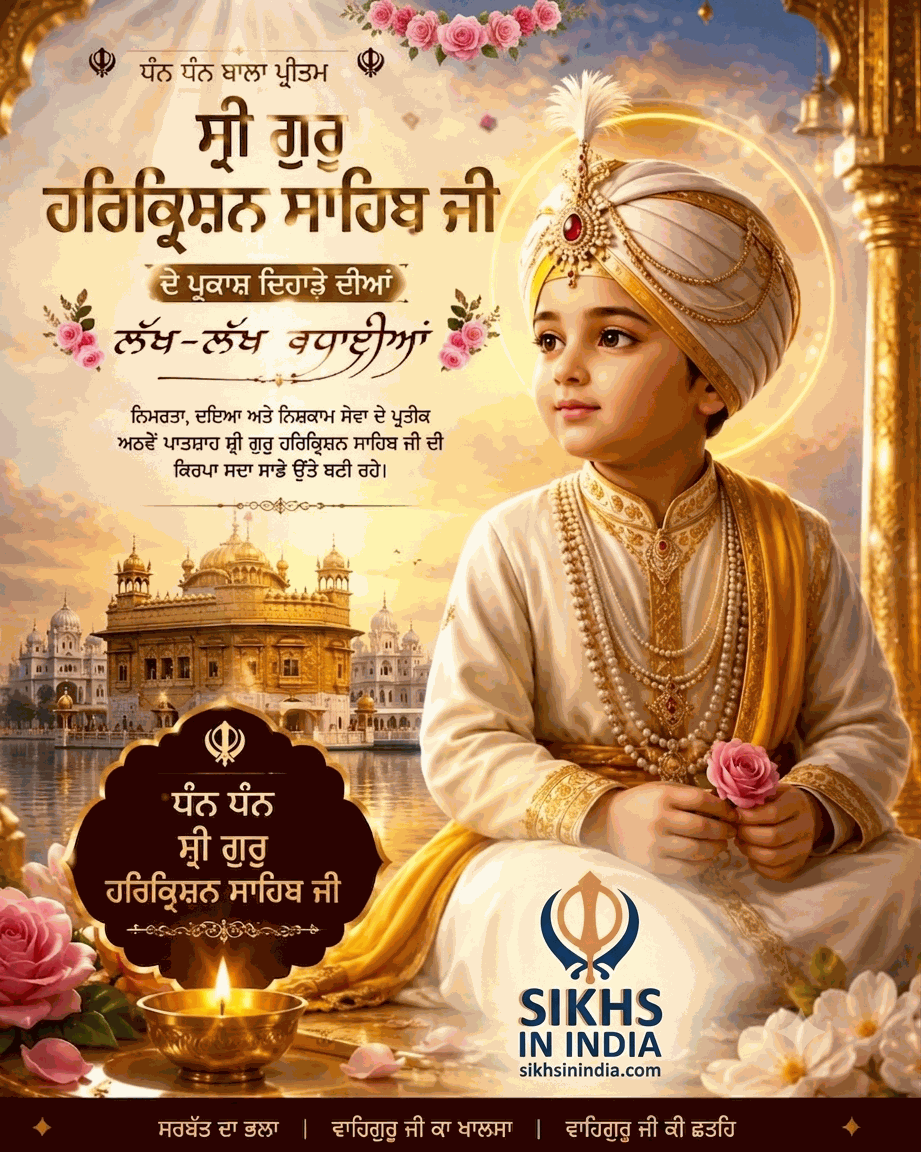 ਧੰਨ ਧੰਨ ਬਾਲਾ ਪ੍ਰੀਤਮ
ਸ੍ਰੀ ਗੁਰੂ
ਹਰਿਕ੍ਰਿਸ਼ਨ ਸਾਹਿਬ ਜੀ
ਦੇ ਪ੍ਰਕਾਸ਼ ਦਿਹਾੜੇ ਦੀਆਂ
ਲੱਖ-ਲੱਖ ਵਧਾਈਆਂ
ਨਿਮਰਤਾ, ਦਇਆ ਅਤੇ ਨਿਸ਼ਕਾਮ ਸੇਵਾ ਦੇ ਪ੍ਰਤੀਕ
ਅਠਵੇਂ ਪਾਤਸ਼ਾਹ ਸ਼੍ਰੀ ਗੁਰੂ ਹਰਿਕ੍ਰਿਸ਼ਨ ਸਾਹਿਬ ਜੀ ਦੀ
ਕਿਰਪਾ ਸਦਾ ਸਾਡੇ ਉੱਤੇ ਬਣੀ ਰਹੇ।
ਧੰਨ ਧੰਨ
ਸ਼੍ਰੀ ਗੁਰੂ
ਹਰਿਕ੍ਰਿਸ਼ਨ ਸਾਹਿਬ ਜੀ
SIKHS
IN INDIA
sikhsinindia.com
ਸਰਬੱਤ ਦਾ ਭਲਾ | ਵਾਹਿਗੁਰੂ ਜੀ ਕਾ ਖਾਲਸਾ | ਵਾਹਿਗੁਰੂ ਜੀ ਕੀ ਛਤਹਿ